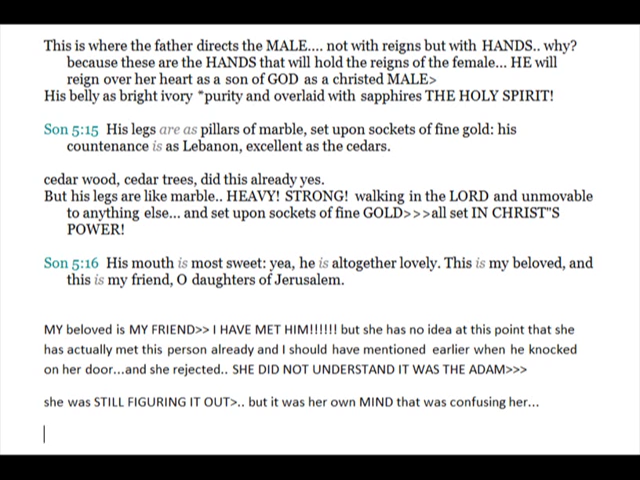 This is where the father directs the MALE.... not with reigns but with HANDS.. why?
because these are the HANDS that will hold the reigns of the female... HE will
reign over her heart as a son of GOD as a christed MALE>
His belly as bright ivory *purity and overlaid with sapphires THE HOLY SPIRIT!
Son 5:15 His legs are as pillars of marble, set upon sockets of fine gold: his
countenance is as Lebanon, excellent as the cedars.
cedar wood, cedar trees, did this already yes.
But his legs are like marble.. HEAVY! STRONG! walking in the LORD and unmovable
to anything else... and set upon sockets of fine GOLD>>>all set IN CHRIST"S
POWER!
Son 5:16 His mouth is most sweet: yea, he is altogether lovely. This is my beloved, and
this is my friend, O daughters of Jerusalem.
MY beloved is MY FRIEND>> I HAVE MET HIM!!!!!! but she has no idea at this point that she
has actually met this person already and I should have mentioned earlier when he knocked
on her door...and she rejected.. SHE DID NOT UNDERSTAND IT WAS THE ADAM>>>
she was STILL FIGURING IT OUT>.. but it was her own MIND that was confusing her...